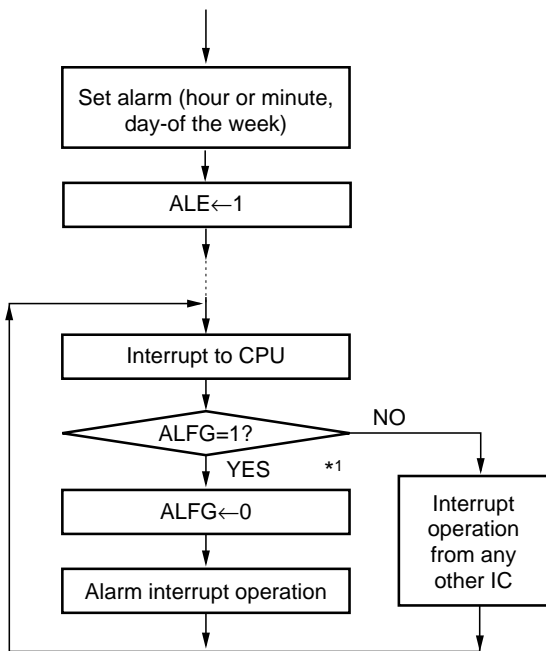 Set alarm (hour or minute,
day-of the week)
ALE←1
Interrupt to CPU
ALFG=1?
NO
YES
*1
ALFG←0
Interrupt
operation
from any
other IC
Alarm interrupt operation